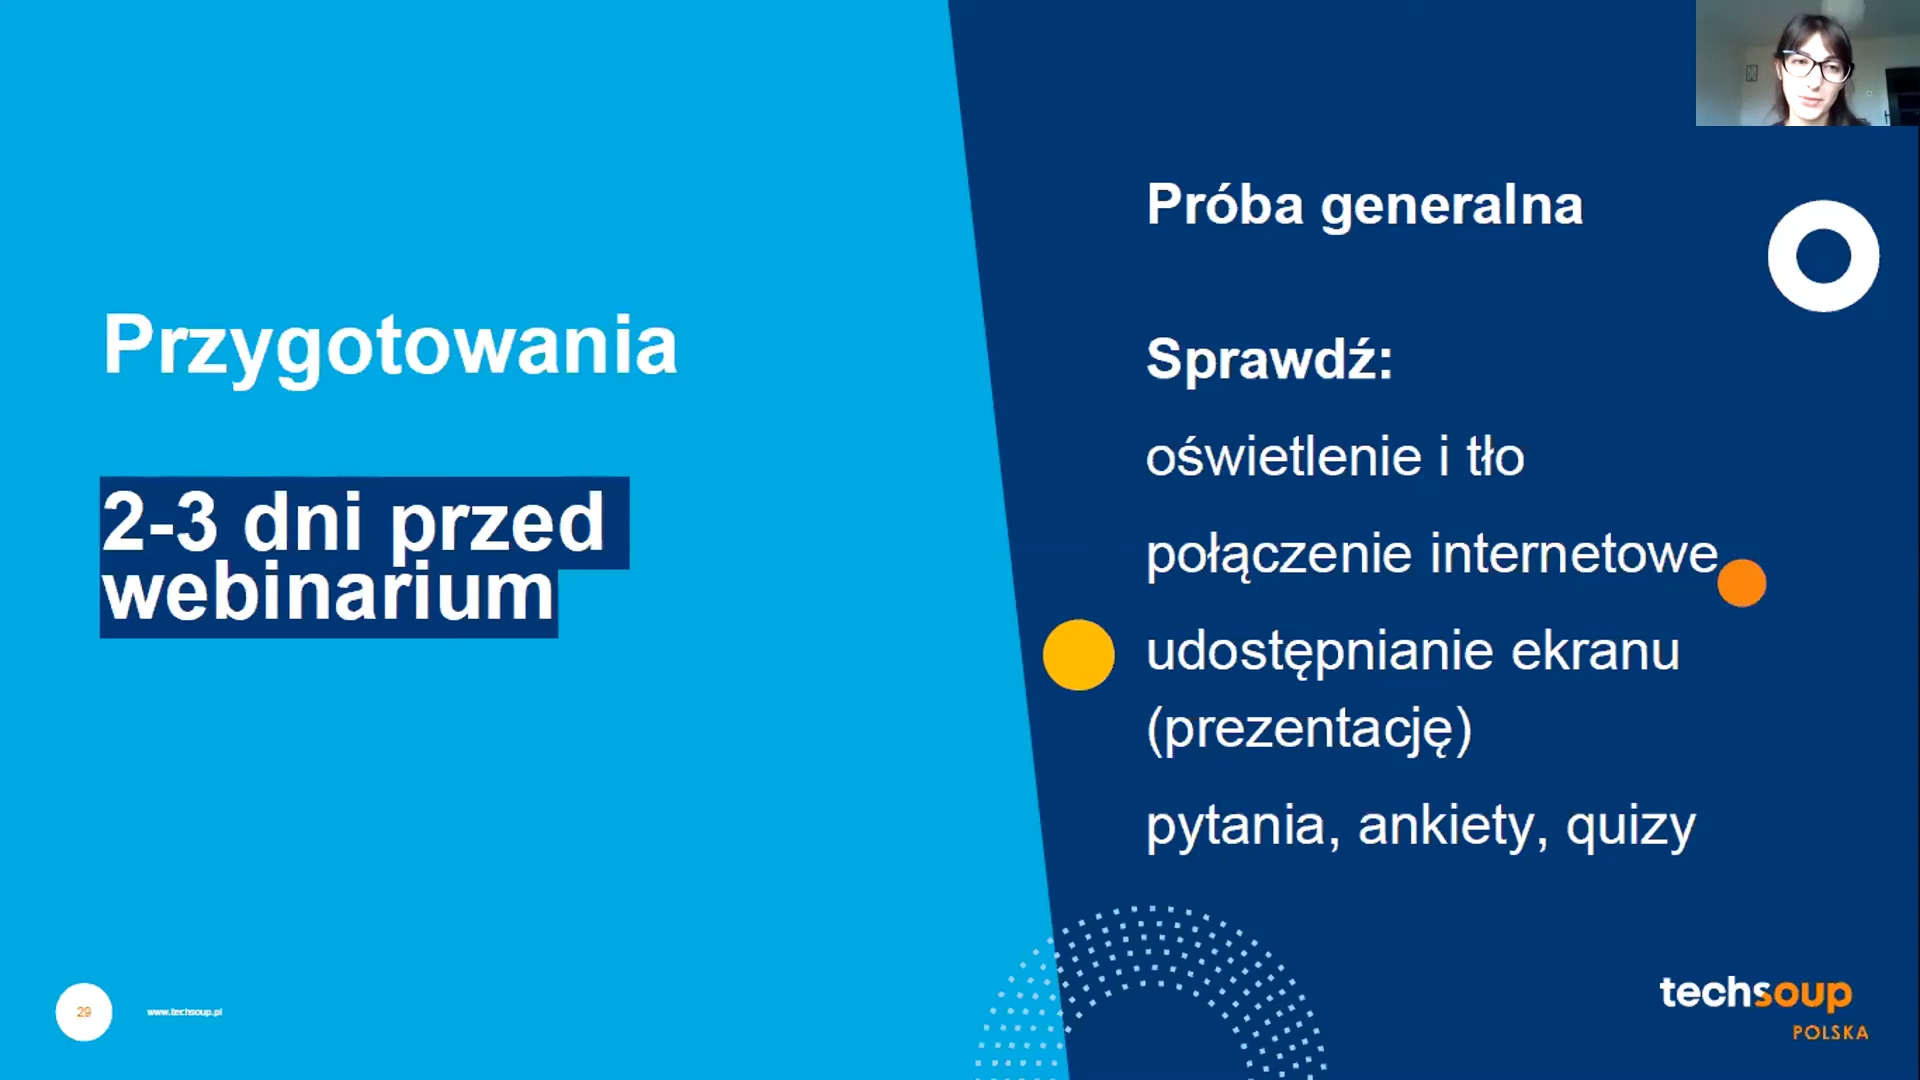 Przygotowania
2-3 dni przed
webinarium
Próba generalna
Sprawdź:
oświetlenie i tło
połączenie internetowe
udostępnianie ekranu
(prezentację)
pytania, ankiety, quizy
29
www.techsoup.pl
techsoup
POLSKA